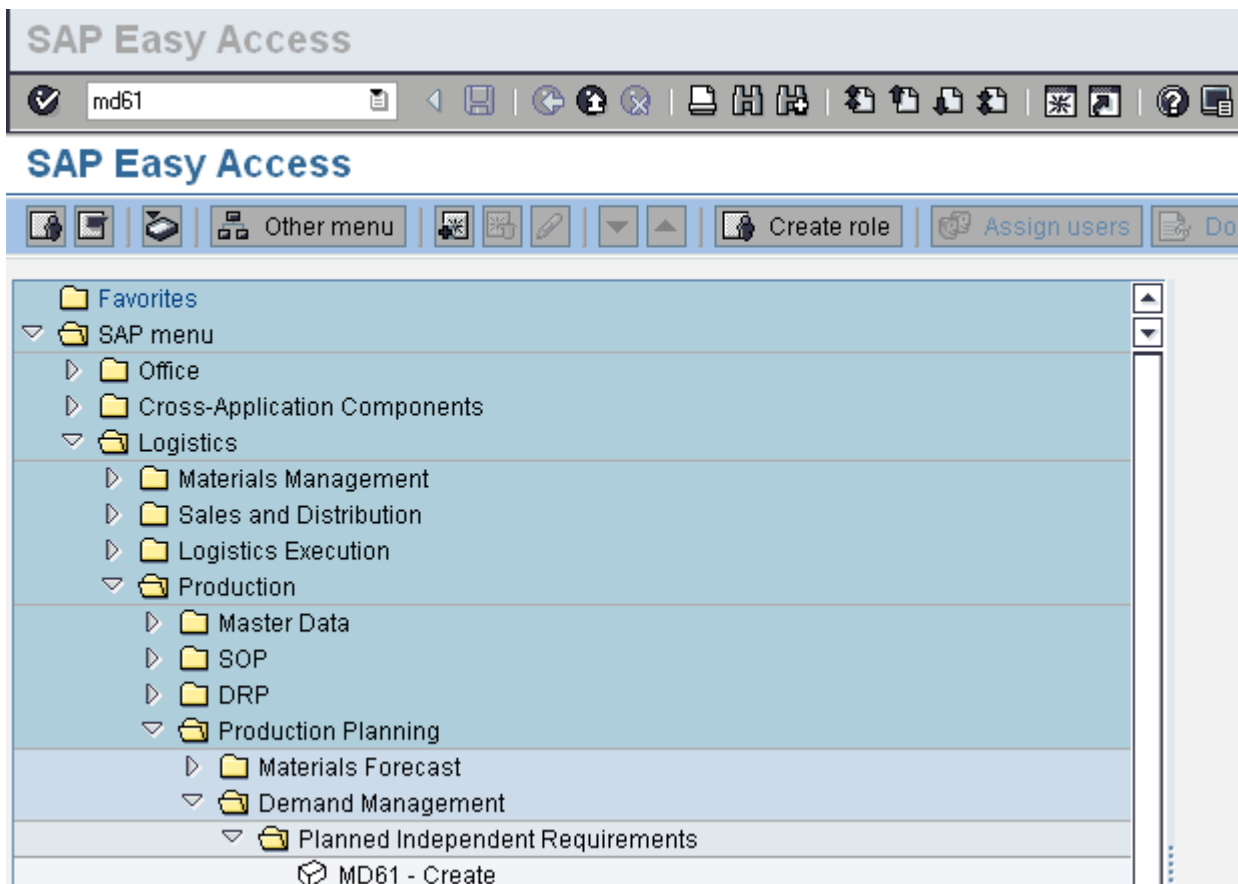 SAP Easy Access
md61
SAP Easy Access
Other menu Create role Assign users Do
Favorites
SAP menu
Office
Cross-Application Components
Logistics
Materials Management
Sales and Distribution
Logistics Execution
Production
Master Data
SOP
DRP
Production Planning
Materials Forecast
Demand Management
Planned Independent Requirements
MD61 - Create